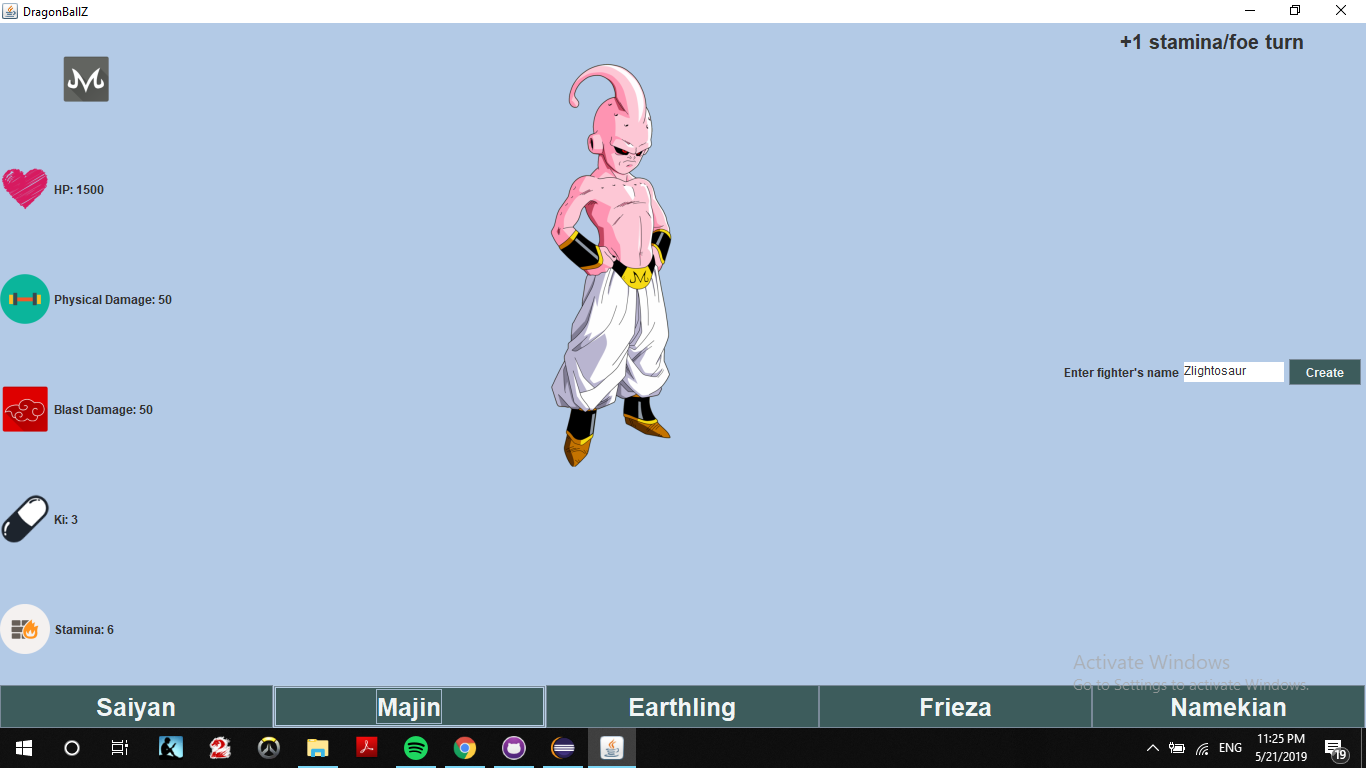 DragonBallZ
+1 stamina/foe turn
HP: 1500
Physical Damage: 50
Enter fighter's name Zlightosaur Create
Blast Damage: 50
Ki: 3
Stamina: 6
Activate Windows
Go to Settings to activate Windows.
Saiyan Majin Earthling Frieza Namekian
ENG
11:25 PM
5/21/2019
19